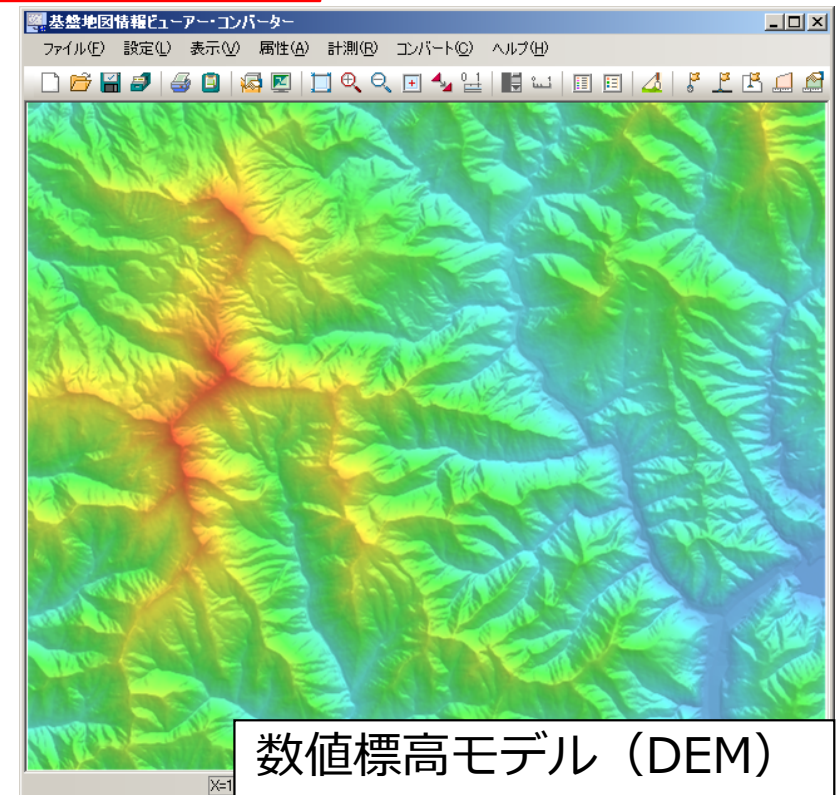 基盤地図情報ビューアー・コンバーター
ファイル(F) 設定(L) 表示(V) 属性(A) 計測(R) コンバート(C) ヘルプ(H)
数値標高モデル（DEM）
X=1